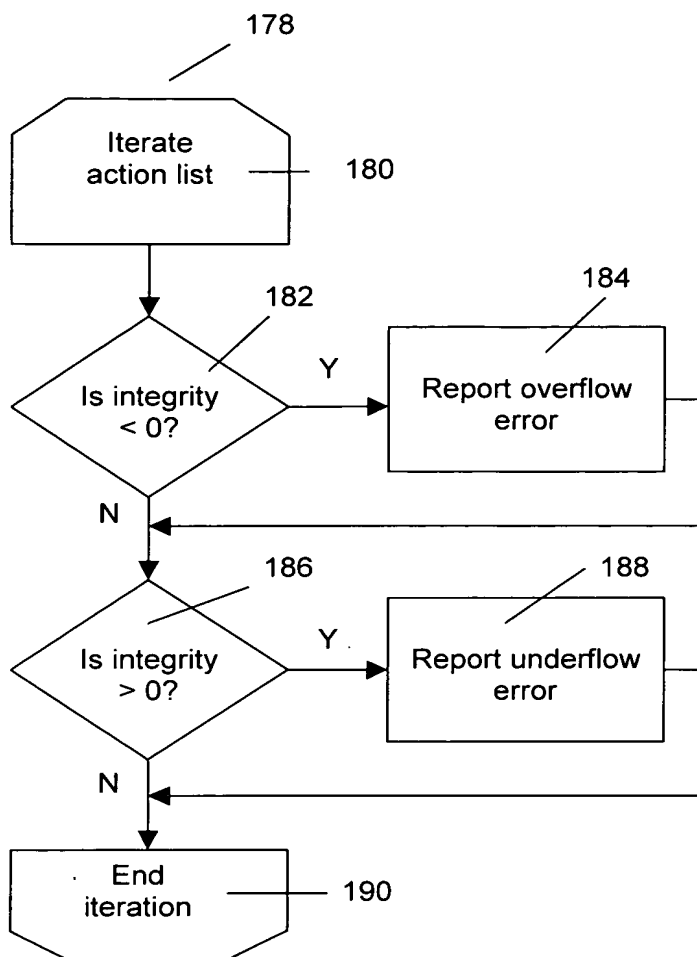 178
Iterate
action list
180
182
184
Is integrity
< 0?
Y
Report overflow
error
N
186
188
Is integrity
> 0?
Y
Report underflow
error
N
End
iteration
190